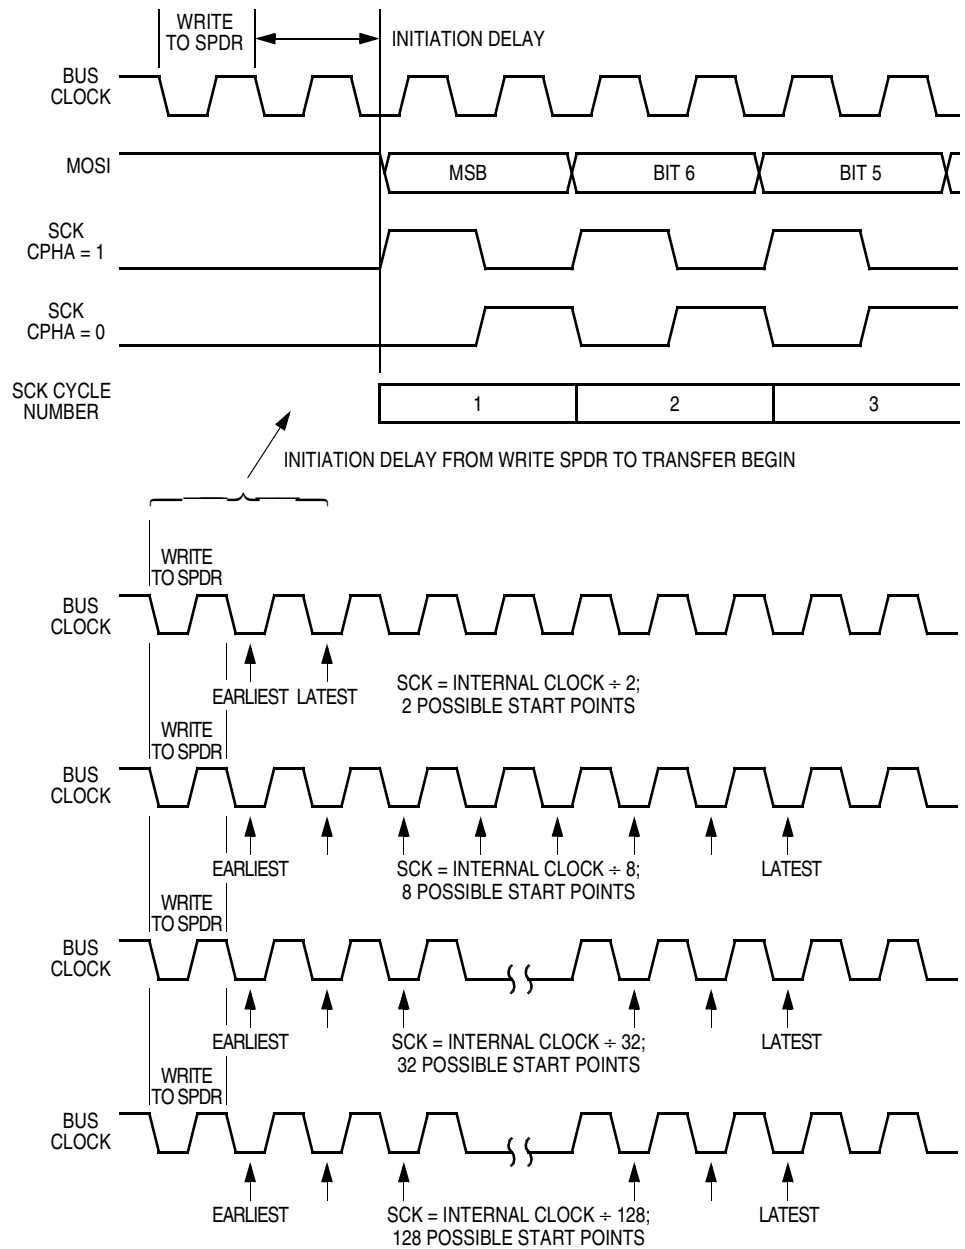 WRITE
TO SPDR
INITIATION DELAY
BUS
CLOCK
MOSI
MSB
BIT 6
BIT 5
SCK
CPHA = 1
SCK
CPHA = 0
SCK CYCLE
NUMBER
1
2
3
INITIATION DELAY FROM WRITE SPDR TO TRANSFER BEGIN
WRITE
TO SPDR
BUS
CLOCK
EARLIEST
LATEST
SCK = INTERNAL CLOCK ÷ 2;
2 POSSIBLE START POINTS
WRITE
TO SPDR
BUS
CLOCK
EARLIEST
SCK = INTERNAL CLOCK ÷ 8;
8 POSSIBLE START POINTS
LATEST
WRITE
TO SPDR
BUS
CLOCK
EARLIEST
SCK = INTERNAL CLOCK ÷ 32;
32 POSSIBLE START POINTS
LATEST
WRITE
TO SPDR
BUS
CLOCK
EARLIEST
SCK = INTERNAL CLOCK ÷ 128;
128 POSSIBLE START POINTS
LATEST